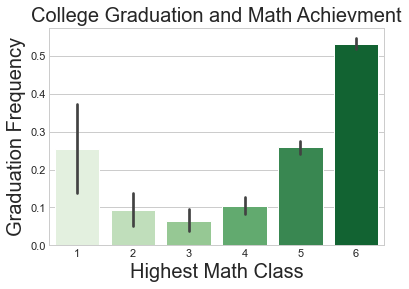 College Graduation and Math Achievment
Graduation Frequency
0.5
0.4
0.3
0.2
0.1
0.0
1 2 3 4 5 6
Highest Math Class